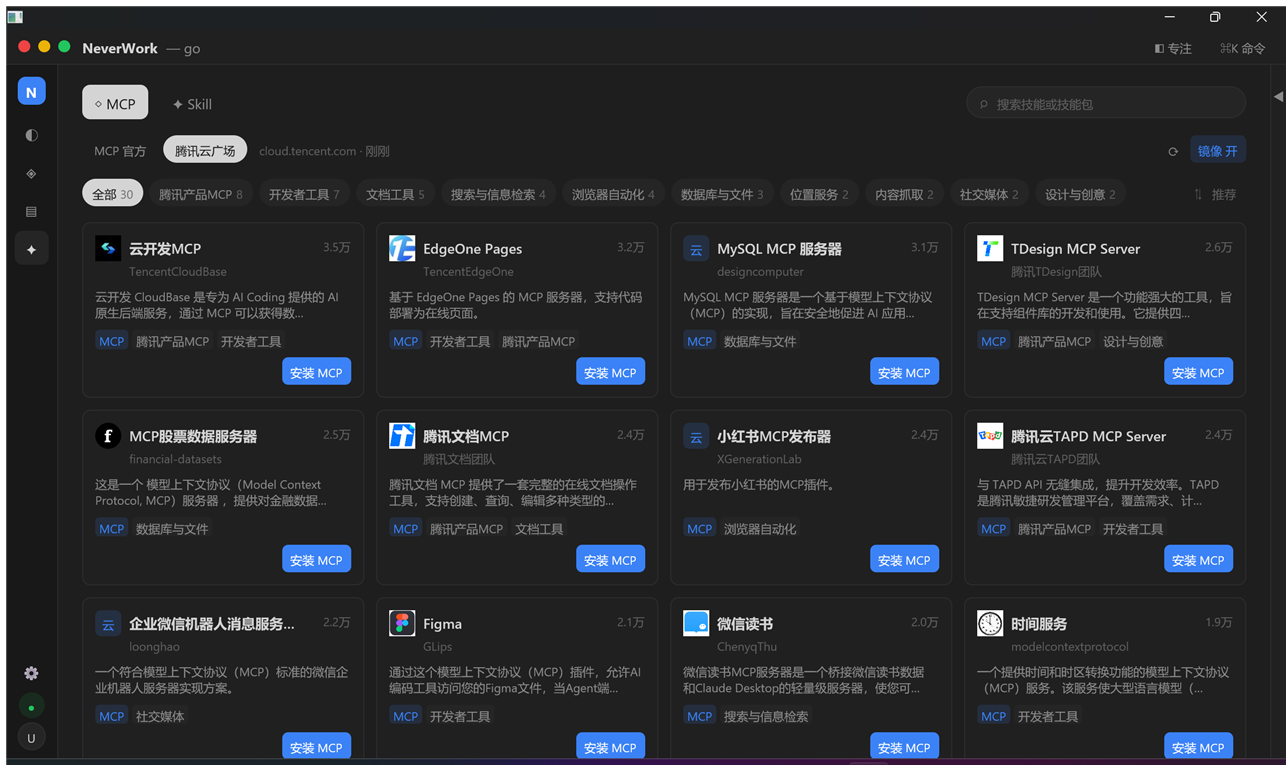 NeverWork — go
专注
⌘K 命令
N
MCP
Skill
搜索技能或技能包
MCP 官方
腾讯云广场
cloud.tencent.com · 刚刚
镜像 开
全部 30
腾讯产品MCP 8
开发者工具 7
文档工具 5
搜索与信息检索 4
浏览器自动化 4
数据库与文件 3
位置服务 2
内容抓取 2
社交媒体 2
设计与创意 2
推荐
云开发MCP
3.5万
TencentCloudBase
云开发 CloudBase 是专为 AI Coding 提供的 AI
原生后端服务，通过 MCP 可以获得数...
MCP 腾讯产品MCP 开发者工具
安装 MCP
EdgeOne Pages
3.2万
TencentEdgeOne
基于 EdgeOne Pages 的 MCP 服务器，支持代码
部署为在线页面。
MCP 开发者工具 腾讯产品MCP
安装 MCP
云
MySQL MCP 服务器
3.1万
designcomputer
MySQL MCP 服务器是一个基于模型上下文协议
（MCP）的实现，旨在安全地促进 AI 应用...
MCP 数据库与文件
安装 MCP
TDesign MCP Server
2.6万
腾讯TDesign团队
TDesign MCP Server 是一个功能强大的工具，旨
在支持组件库的开发和使用。它提供四...
MCP 腾讯产品MCP 设计与创意
安装 MCP
f
MCP股票数据服务器
2.5万
financial-datasets
这是一个 模型上下文协议（Model Context
Protocol, MCP）服务器 ，提供对金融数据...
MCP 数据库与文件
安装 MCP
腾讯文档MCP
2.4万
腾讯文档团队
腾讯文档 MCP 提供了一套完整的在线文档操作
工具，支持创建、查询、编辑多种类型的...
MCP 腾讯产品MCP 文档工具
安装 MCP
云
小红书MCP发布器
2.4万
XGenerationLab
用于发布小红书的MCP插件。
MCP 浏览器自动化
安装 MCP
TAPD
腾讯云TAPD MCP Server
2.4万
腾讯云TAPD团队
与 TAPD API 无缝集成，提升开发效率。TAPD
是腾讯敏捷研发管理平台，覆盖需求、计...
MCP 腾讯产品MCP 开发者工具
安装 MCP
云
企业微信机器人消息服务...
2.2万
loonghao
一个符合模型上下文协议（MCP）标准的微信企
业机器人服务器实现方案。
MCP 社交媒体
安装 MCP
Figma
2.1万
GLips
通过这个模型上下文协议（MCP）插件，允许AI
编码工具访问您的Figma文件，当Agent端...
MCP 开发者工具
安装 MCP
微信读书
2.0万
ChenyqThu
微信读书MCP服务器是一个桥接微信读书数据
和Claude Desktop的轻量级服务器，使您可...
MCP 搜索与信息检索
安装 MCP
时间服务
1.9万
modelcontextprotocol
一个提供时间和时区转换功能的模型上下文协议
（MCP）服务。该服务使大型语言模型（...
MCP 开发者工具
安装 MCP
U